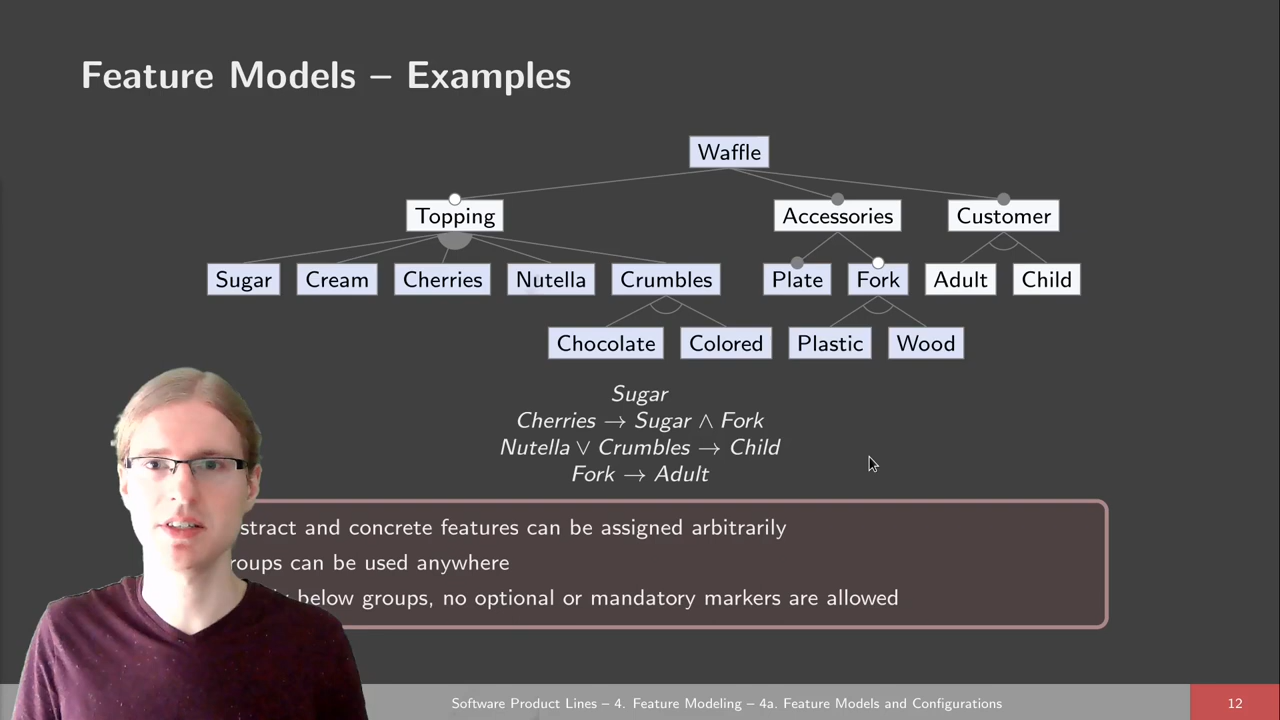 Feature Models – Examples
Waffle
Topping Accessories Customer
Sugar Cream Cherries Nutella Crumbles Plate Fork Adult Child
Chocolate Colored Plastic Wood
Sugar
Cherries → Sugar ∧ Fork
Nutella ∨ Crumbles → Child
Fork → Adult
and concrete features can be assigned arbitrarily
can be used anywhere
below groups, no optional or mandatory markers are allowed
Software Product Lines – 4. Feature Modeling – 4a. Feature Models and Configurations 12